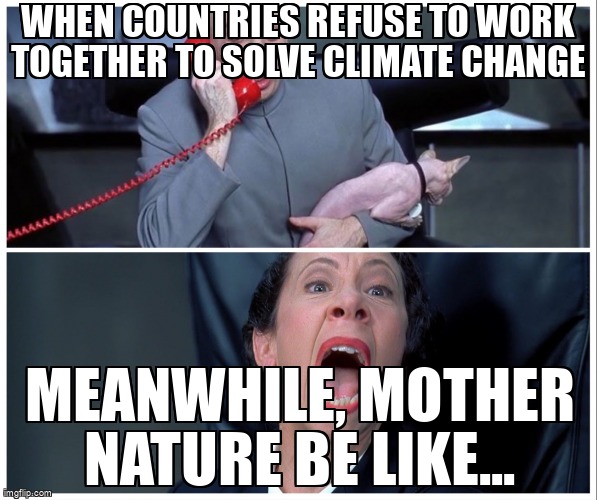 WHEN COUNTRIES REFUSE TO WORK
TOGETHER TO SOLVE CLIMATE CHANGE
MEANWHILE, MOTHER
NATURE BE LIKE...
imgflip.com